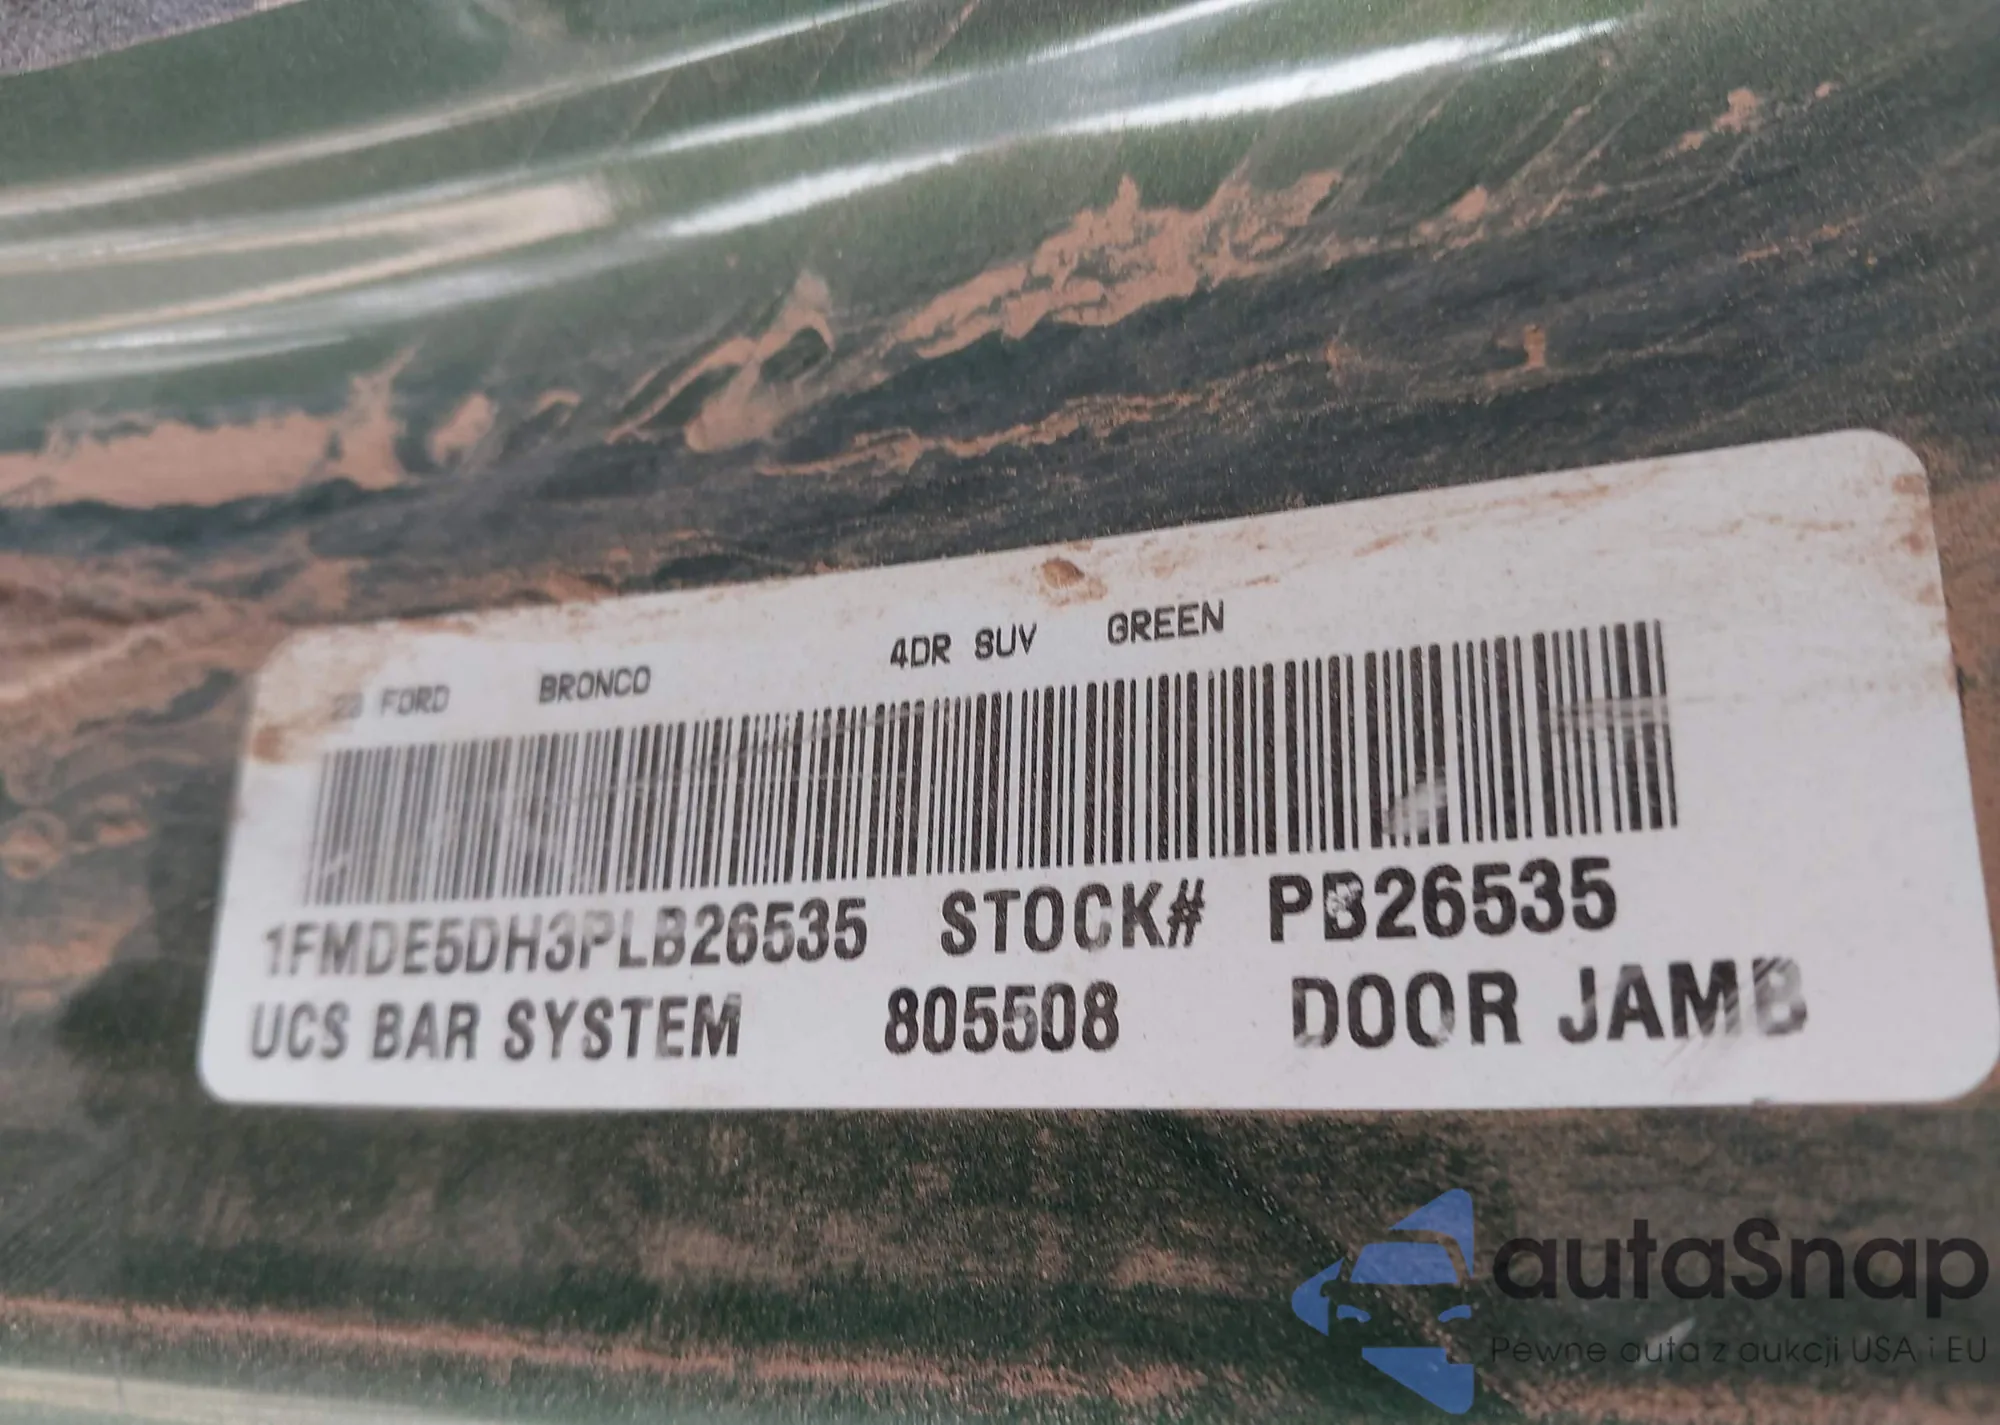 23 FORD BRONCO 4DR SUV GREEN
1FMDE5DH3PLB26535 STOCK# PB26535
UCS BAR SYSTEM 805508 DOOR JAMB
autaSnap
Pewne auta z aukcji USA i EU